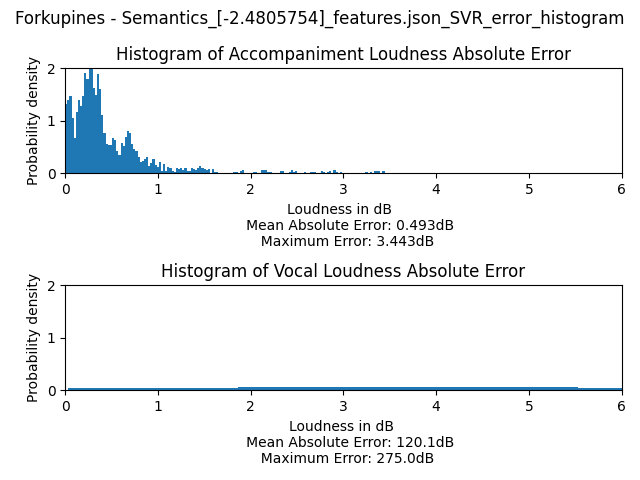 Forkupines - Semantics_[-2.4805754]_features.json_SVR_error_histogram
Histogram of Accompaniment Loudness Absolute Error
Probability density
2
1
0
0 1 2 3 4 5 6
Loudness in dB
Mean Absolute Error: 0.493dB
Maximum Error: 3.443dB
Histogram of Vocal Loudness Absolute Error
Probability density
2
1
0
0 1 2 3 4 5 6
Loudness in dB
Mean Absolute Error: 120.1dB
Maximum Error: 275.0dB